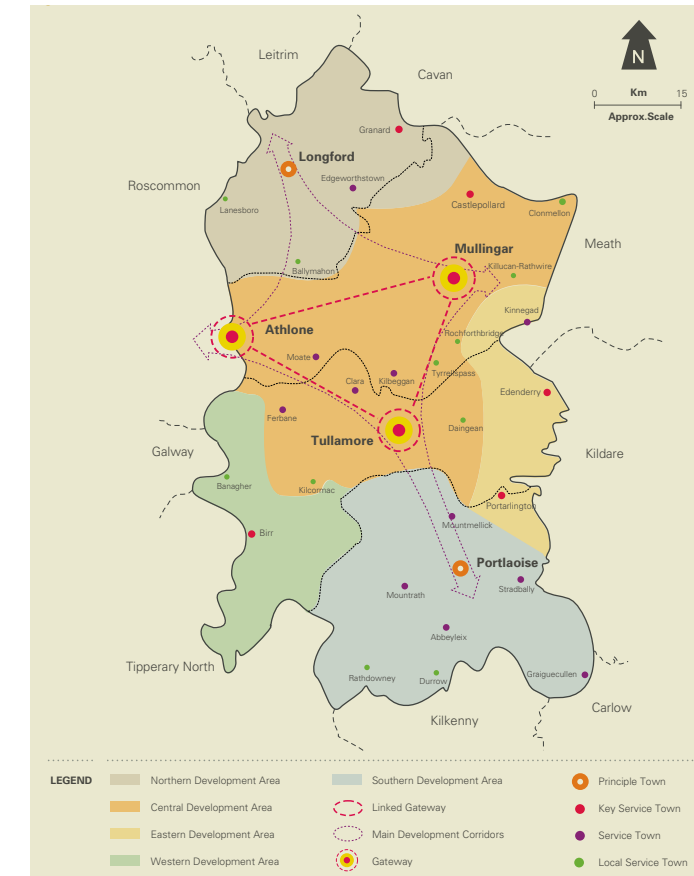 Leitrim
Cavan
N
0 Km 15
Approx.Scale
Granard
Longford
Edgeworthstown
Roscommon
Lanesboro
Castlepollard
Clonmellon
Meath
Mullingar
Ballymahon
Killucan-Rathwire
Kinnegad
Athlone
Rochfortbridge
Moate
Tyrrellspass
Clara
Kilbeggan
Edenderry
Ferbane
Daingean
Tullamore
Galway
Kildare
Banagher
Kilcormac
Portarlington
Mountmellick
Birr
Portlaoise
Stradbally
Mountrath
Abbeyleix
Tipperary North
Rathdowney
Durrow
Graiguecullen
Carlow
Kilkenny
LEGEND
Northern Development Area
Southern Development Area
Principle Town
Central Development Area
Linked Gateway
Key Service Town
Eastern Development Area
Main Development Corridors
Service Town
Western Development Area
Gateway
Local Service Town